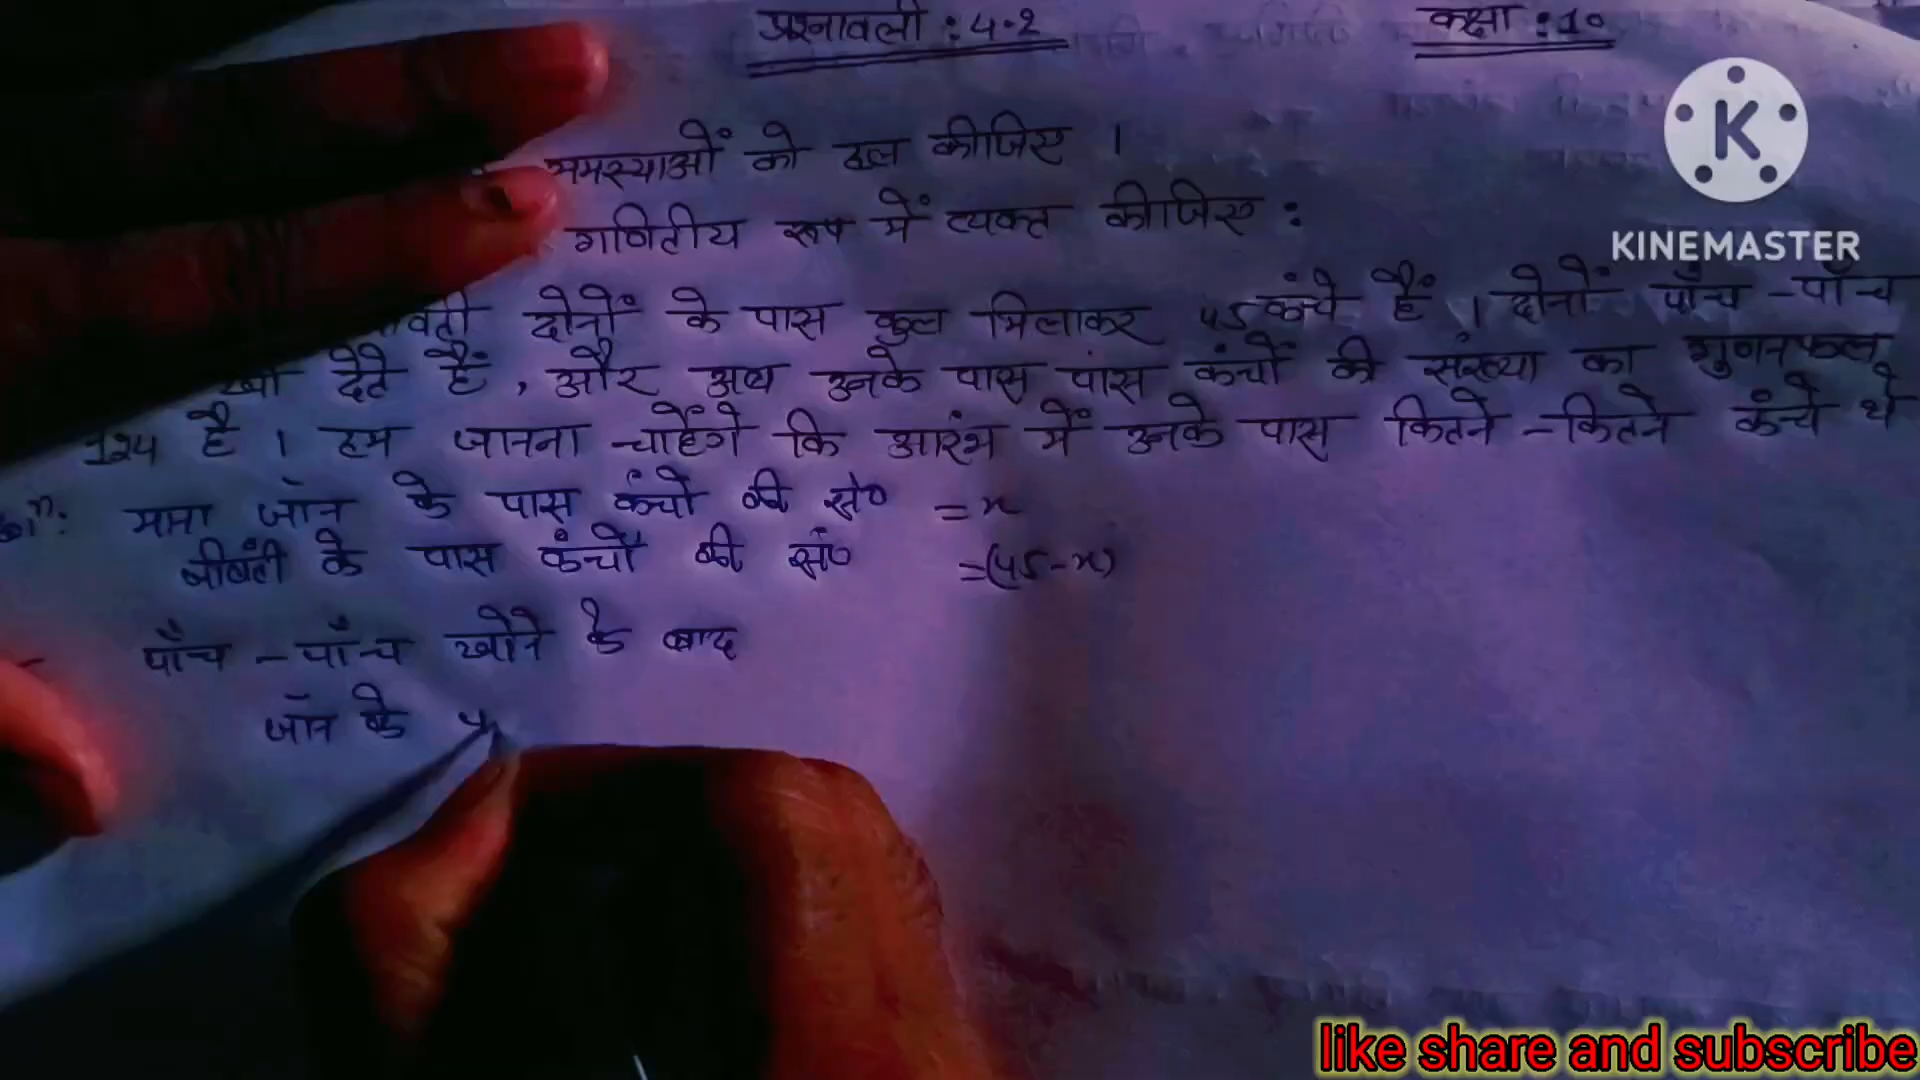 प्रश्नावली : 4.2
कक्षा : 10
K
KINEMASTER
समस्याओं को हल कीजिए ।
गणितीय रूप में व्यक्त कीजिए :
दोनों के पास कुल मिलाकर 45 कंचे हैं । दोनों पाँच - पाँच
देते हैं , और अब उनके पास पास कंचों की संख्या का गुणनफल
124 है । हम जानना चाहेंगे कि आरंभ में उनके पास कितने - कितने कंचे थे
माना जॉन के पास कंचों की सं० = x
जीवंती के पास कंचों की सं० = (45 - x)
पाँच - पाँच खोने के बाद
जॉन के
like share and subscribe